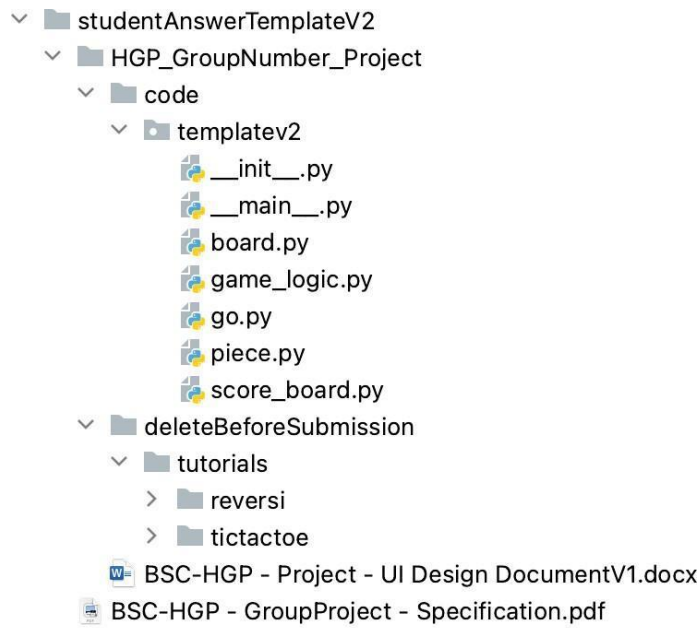 studentAnswerTemplateV2
HGP_GroupNumber_Project
code
templatev2
__init__.py
__main__.py
board.py
game_logic.py
go.py
piece.py
score_board.py
deleteBeforeSubmission
tutorials
reversi
tictactoe
BSC-HGP - Project - UI Design DocumentV1.docx
BSC-HGP - GroupProject - Specification.pdf